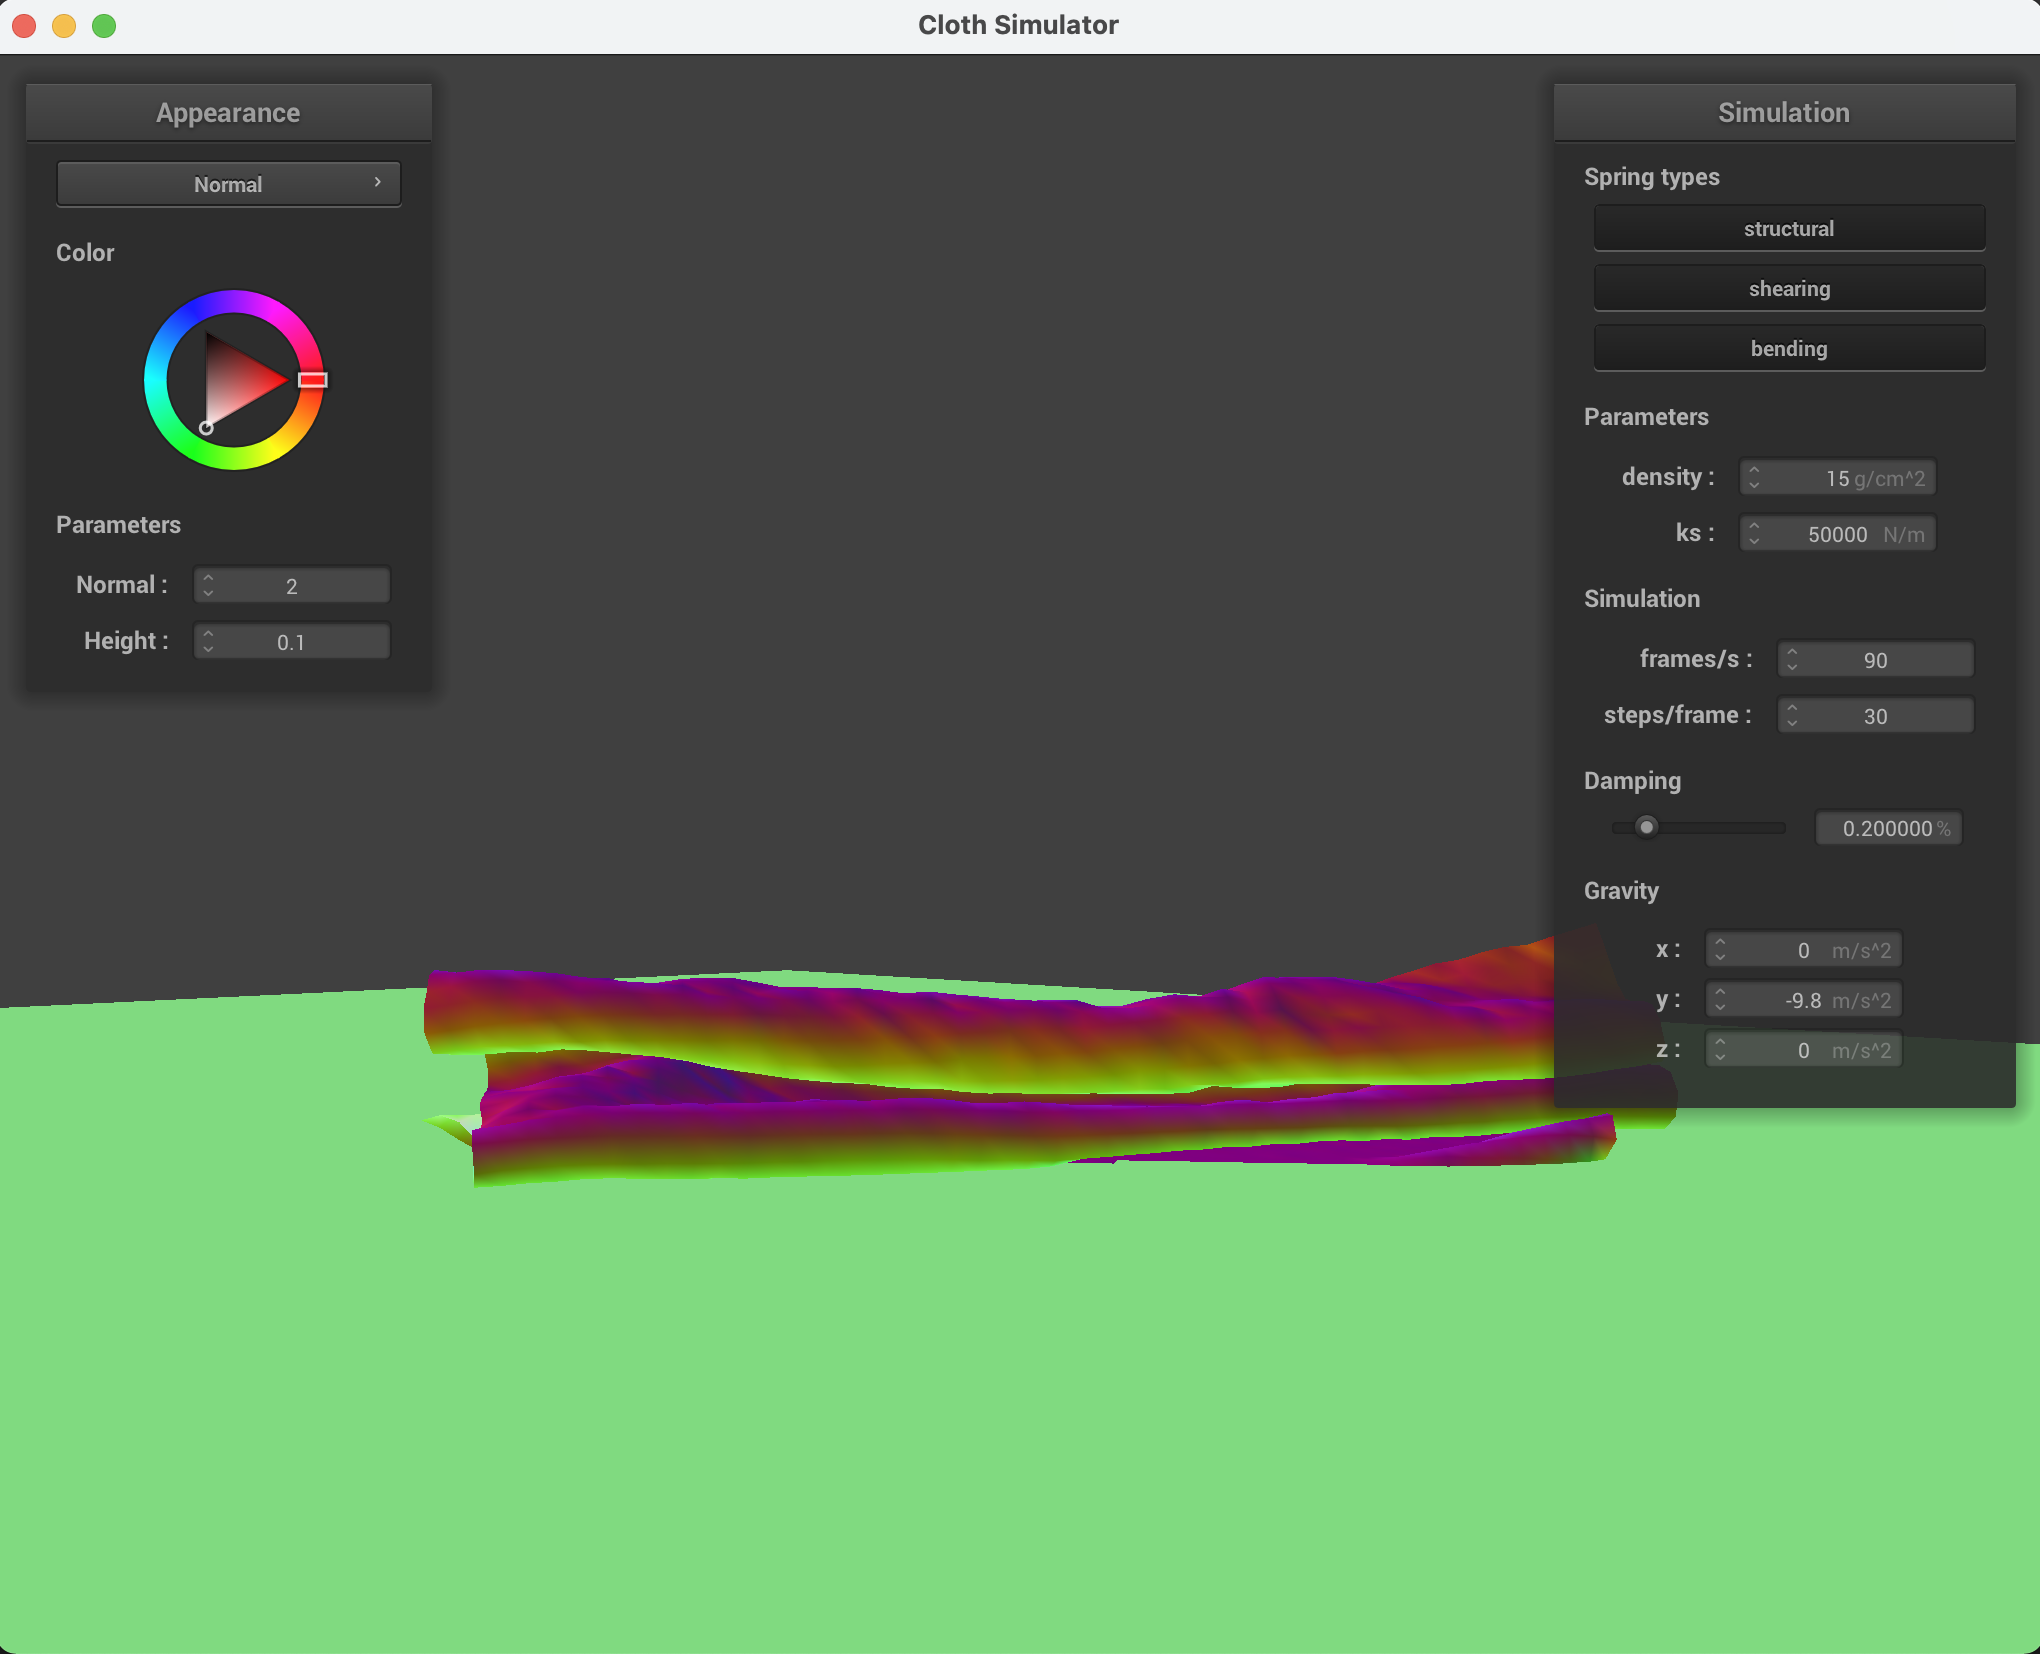 Cloth Simulator
Appearance
Normal
Color
Parameters
Normal : 2
Height : 0.1
Simulation
Spring types
structural
shearing
bending
Parameters
density : 15 g/cm^2
ks : 50000 N/m
Simulation
frames/s : 90
steps/frame : 30
Damping
0.200000 %
Gravity
x : 0 m/s^2
y : -9.8 m/s^2
z : 0 m/s^2